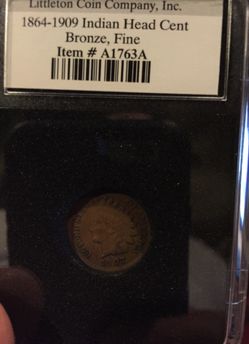 Littleton Coin Company, Inc.
1864-1909 Indian Head Cent
Bronze, Fine
Item # A1763A